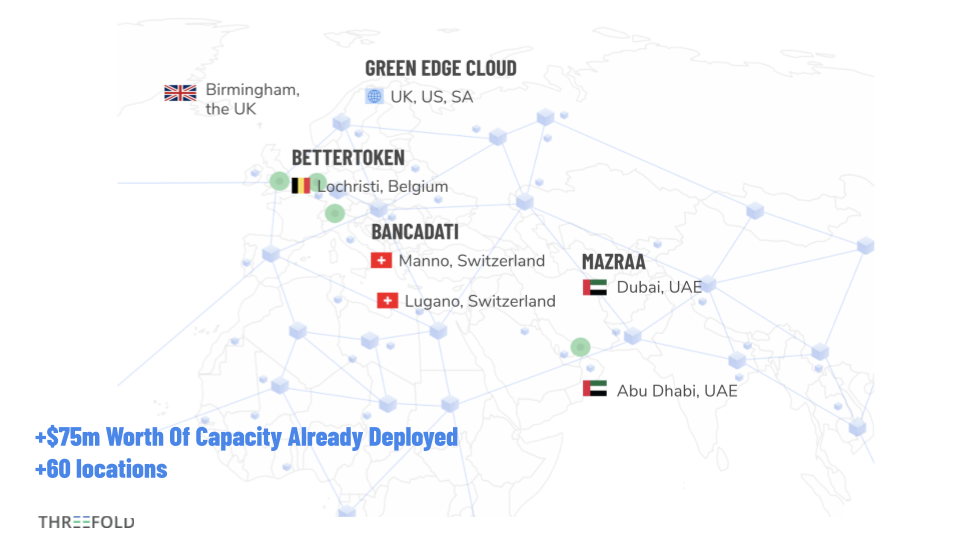 GREEN EDGE CLOUD
UK, US, SA
Birmingham,
the UK
BETTERTOKEN
Lochristi, Belgium
BANCADATI
Manno, Switzerland
Lugano, Switzerland
MAZRAA
Dubai, UAE
Abu Dhabi, UAE
+$75m Worth Of Capacity Already Deployed
+60 locations
THREEFOLD